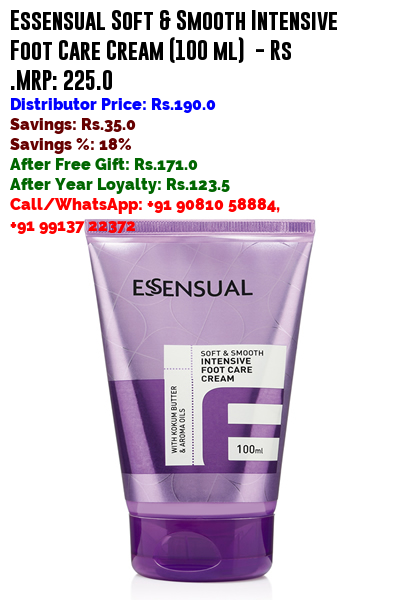 Essensual Soft & Smooth Intensive
Foot Care Cream (100 ml) - Rs
.MRP: 225.0
Distributor Price: Rs.190.0
Savings: Rs.35.0
Savings %: 18%
After Free Gift: Rs.171.0
After Year Loyalty: Rs.123.5
Call/WhatsApp: +91 90810 58884,
+91 99137 22372
ESSENSUAL
SOFT & SMOOTH
INTENSIVE
FOOT CARE
CREAM
WITH KOKUM BUTTER
& AROMA OILS
100ml